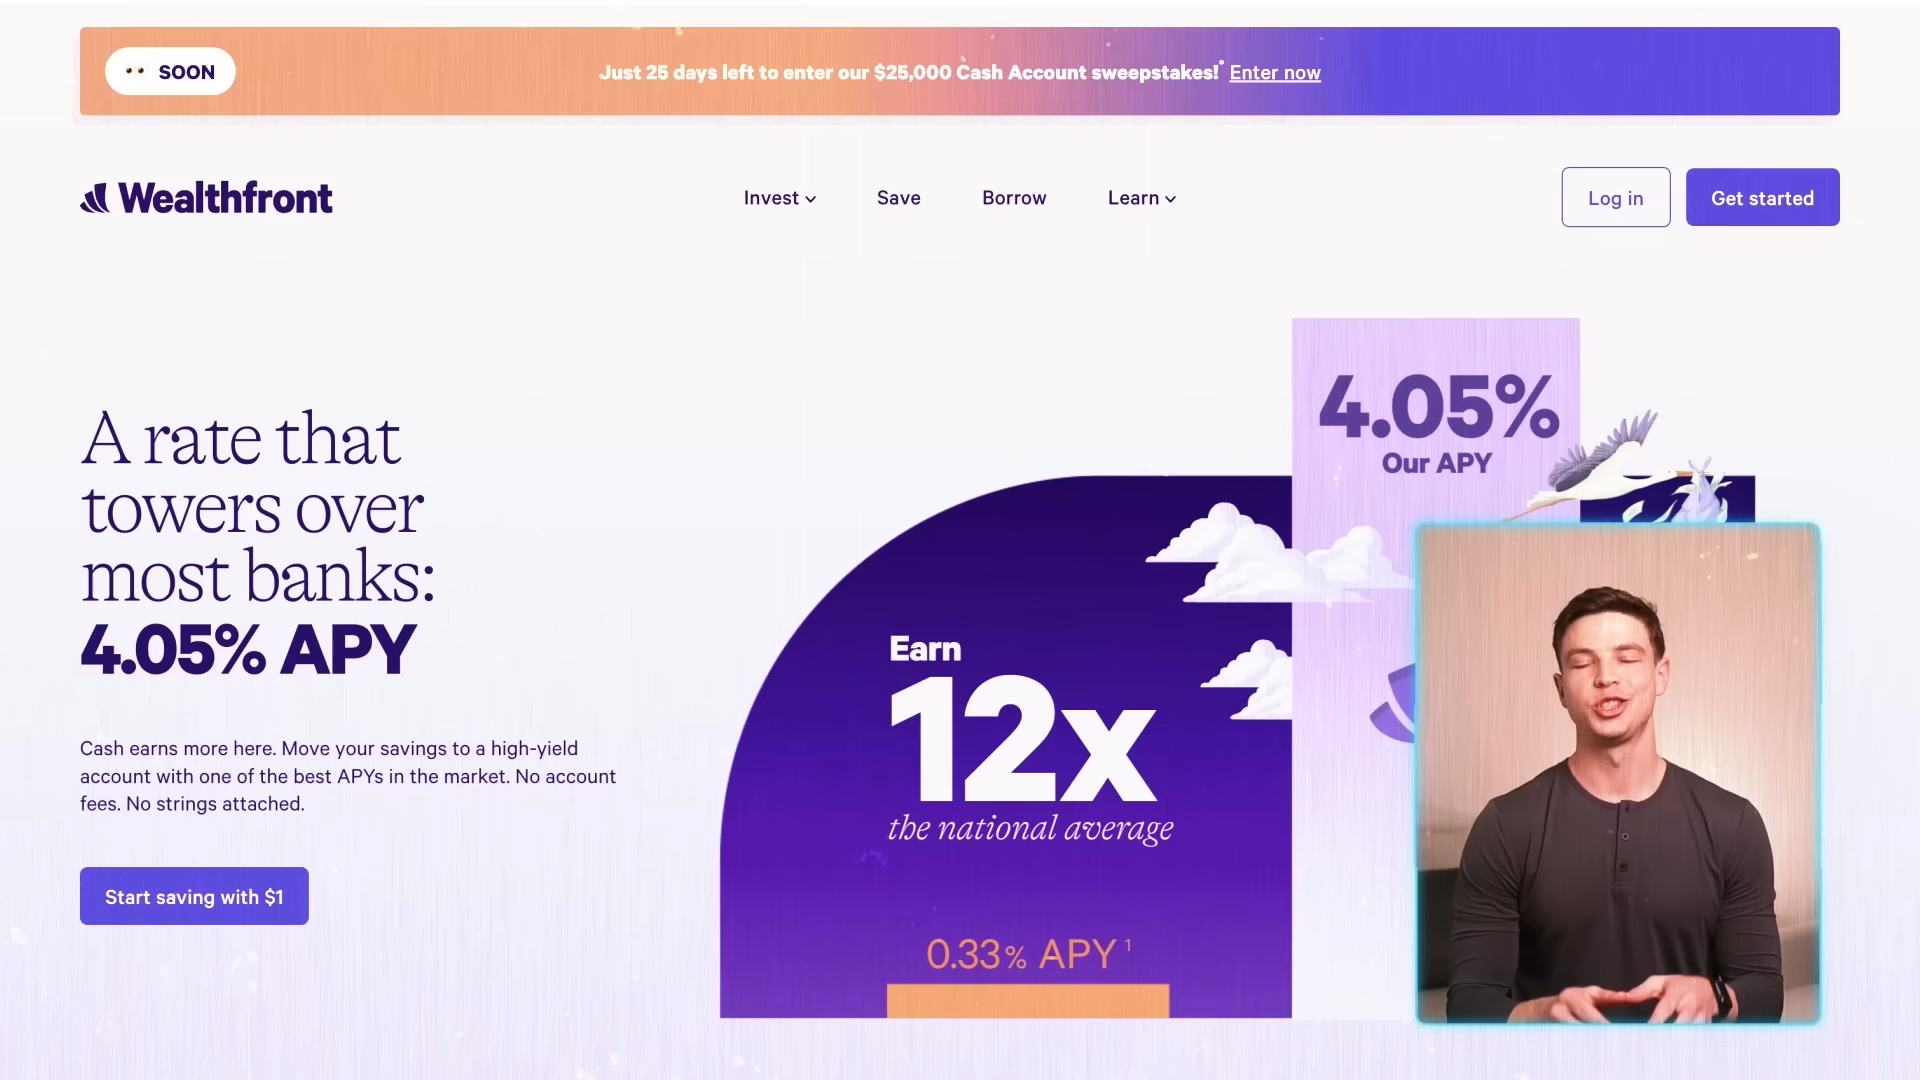 SOON
Just 25 days left to enter our $25,000 Cash Account sweepstakes!* Enter now
Wealthfront
Invest
Save
Borrow
Learn
Log in
Get started
A rate that
towers over
most banks:
4.05% APY
Cash earns more here. Move your savings to a high-yield
account with one of the best APYs in the market. No account
fees. No strings attached.
Start saving with $1
4.05%
Our APY
Earn
12x
the national average
0.33% APY 1